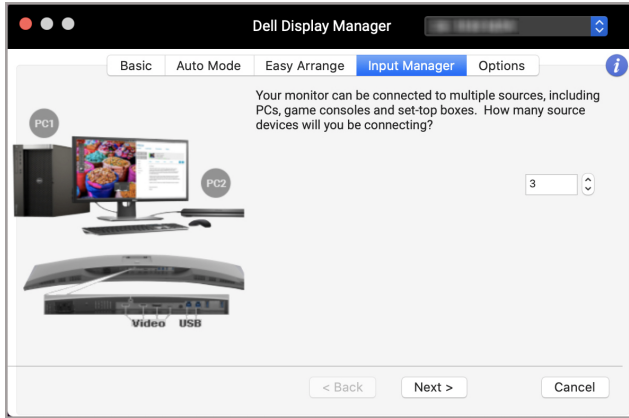 Dell Display Manager
Basic
Auto Mode
Easy Arrange
Input Manager
Options
i
Your monitor can be connected to multiple sources, including
PCs, game consoles and set-top boxes. How many source
devices will you be connecting?
PC1
PC2
3
Video
USB
< Back
Next >
Cancel